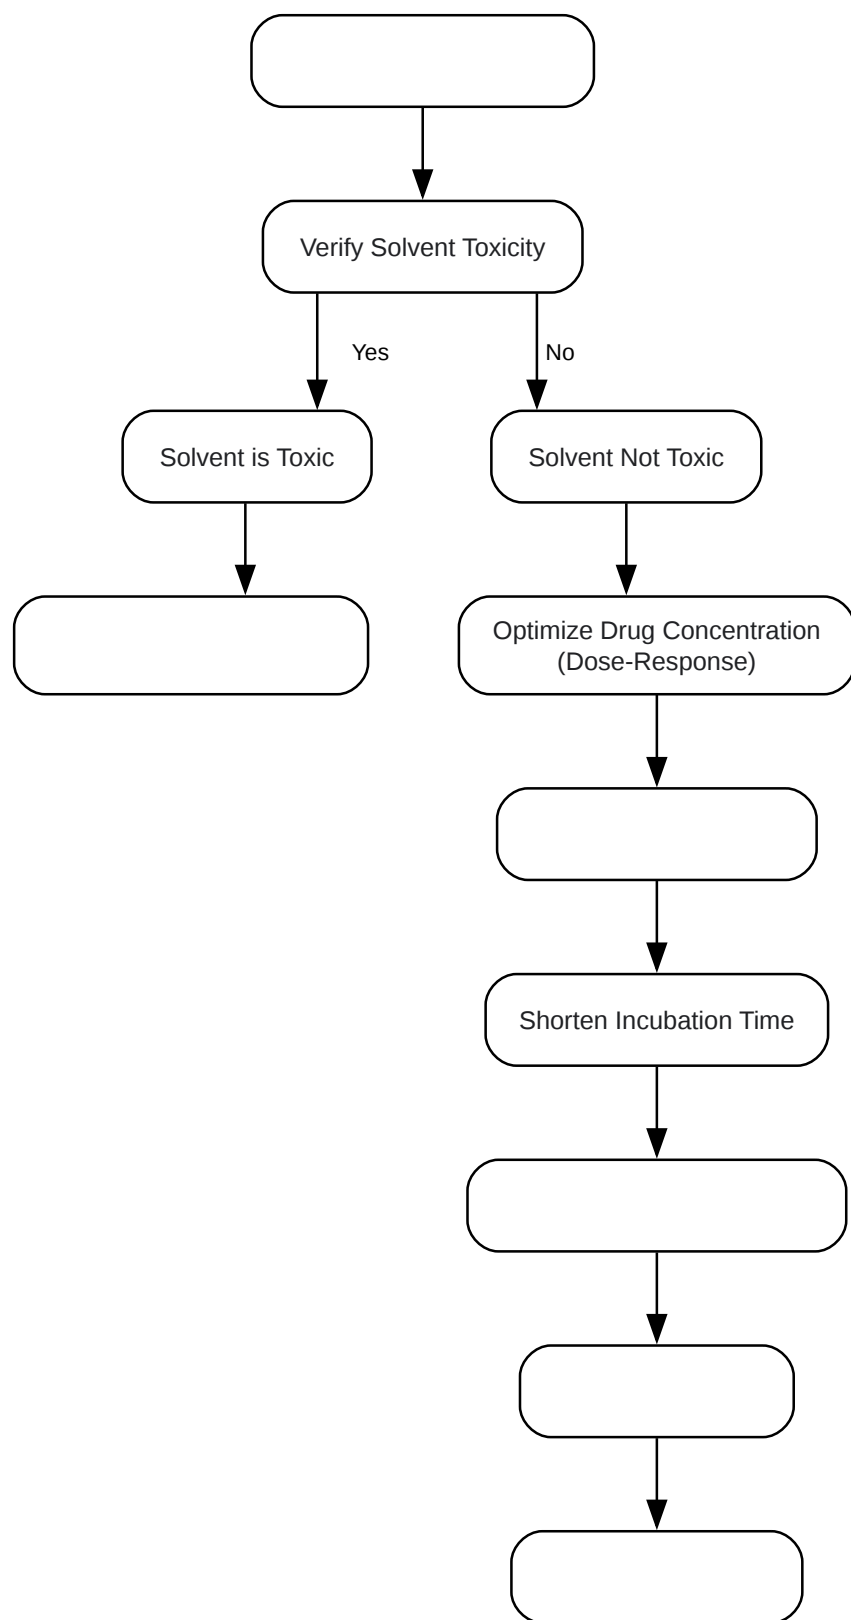 Verify Solvent Toxicity
Yes
No
Solvent is Toxic
Solvent Not Toxic
Optimize Drug Concentration
(Dose-Response)
Shorten Incubation Time